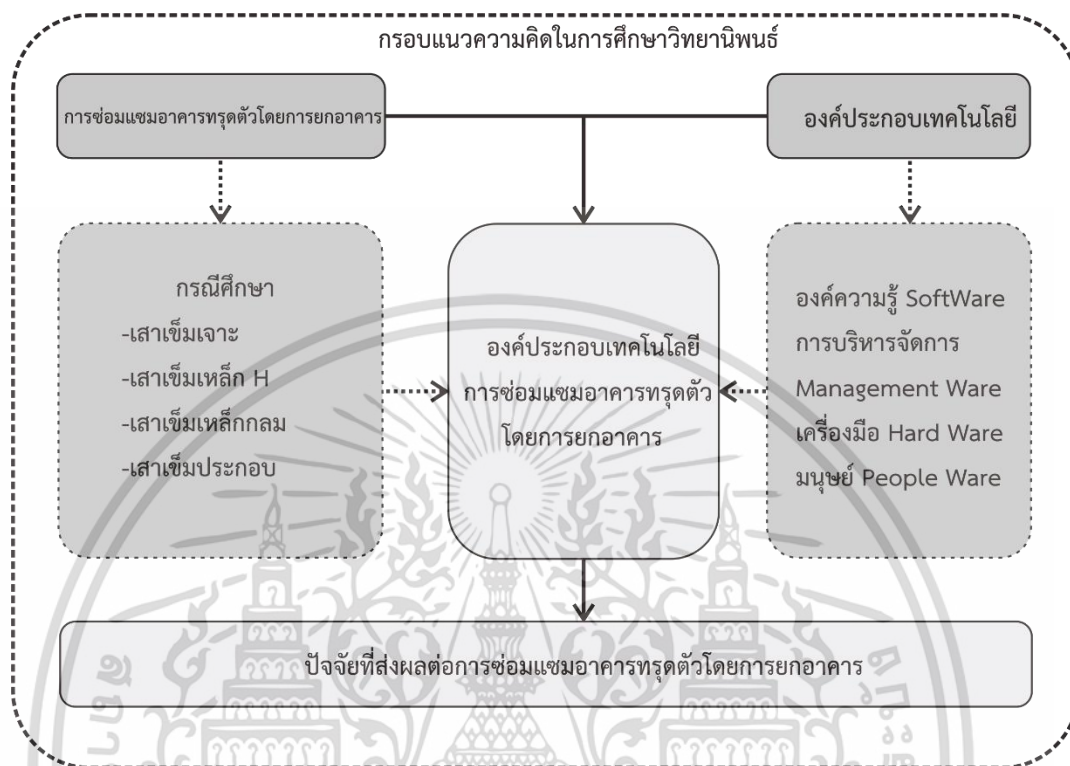 กรอบแนวความคิดในการศึกษาวิทยานิพนธ์
การซ่อมแซมอาคารทรุดตัวโดยการยกอาคาร
องค์ประกอบเทคโนโลยี
กรณีศึกษา
-เสาเข็มเจาะ
-เสาเข็มเหล็ก H
-เสาเข็มเหล็กกลม
-เสาเข็มประกอบ
องค์ประกอบเทคโนโลยี
การซ่อมแซมอาคารทรุดตัว
โดยการยกอาคาร
องค์ความรู้ SoftWare
การบริหารจัดการ
Management Ware
เครื่องมือ Hard Ware
มนุษย์ People Ware
ปัจจัยที่ส่งผลต่อการซ่อมแซมอาคารทรุดตัวโดยการยกอาคาร